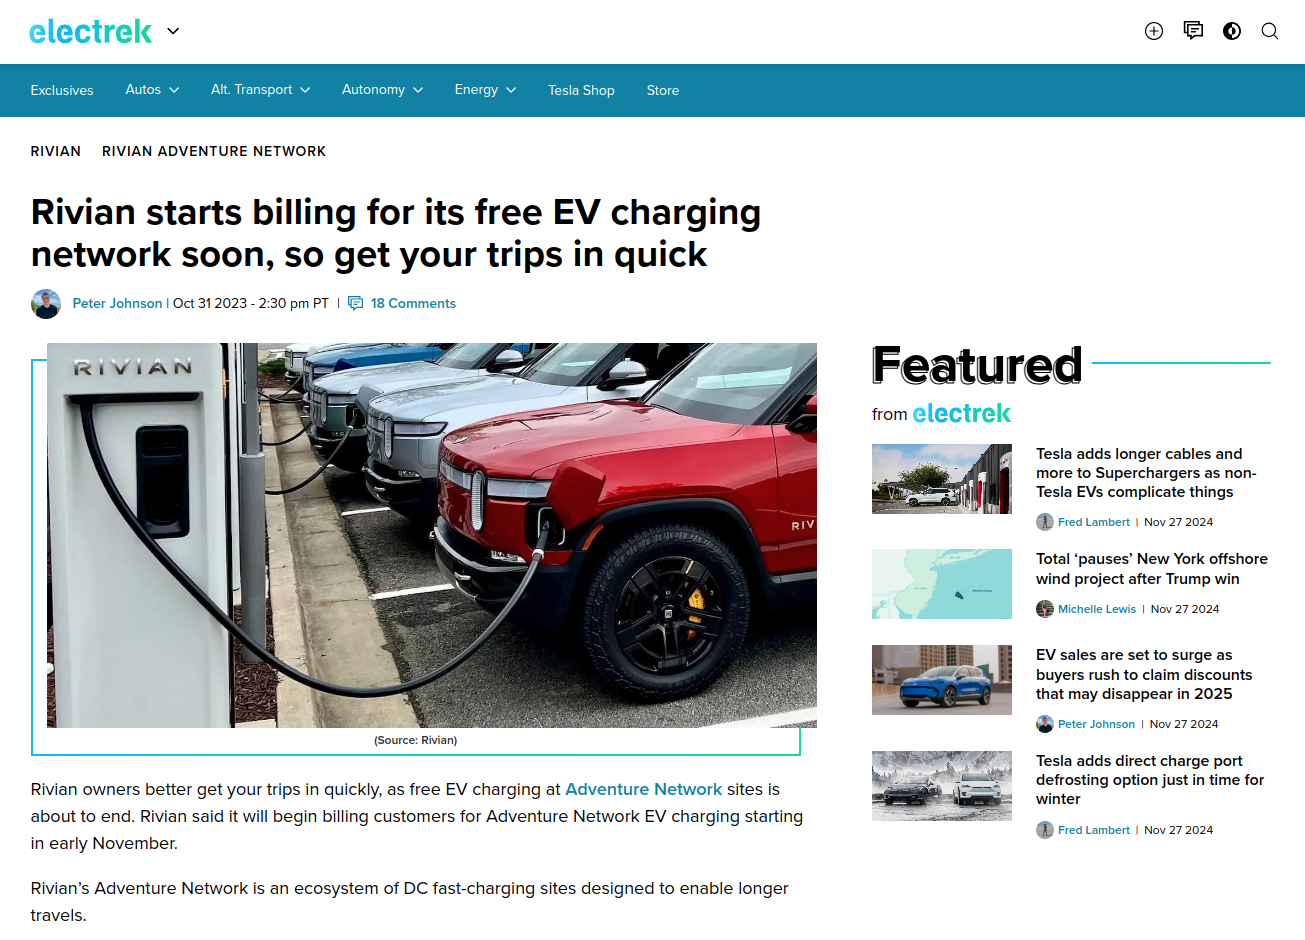 electrek
Exclusives
Autos
Alt. Transport
Autonomy
Energy
Tesla Shop
Store
RIVIAN
RIVIAN ADVENTURE NETWORK
Rivian starts billing for its free EV charging
network soon, so get your trips in quick
Peter Johnson | Oct 31 2023 - 2:30 pm PT | 18 Comments
RIVIAN
RIV
(Source: Rivian)
Rivian owners better get your trips in quickly, as free EV charging at Adventure Network sites is
about to end. Rivian said it will begin billing customers for Adventure Network EV charging starting
in early November.
Rivian’s Adventure Network is an ecosystem of DC fast-charging sites designed to enable longer
travels.
Featured
from electrek
Tesla adds longer cables and
more to Superchargers as non-
Tesla EVs complicate things
Fred Lambert | Nov 27 2024
Total ‘pauses’ New York offshore
wind project after Trump win
Michelle Lewis | Nov 27 2024
EV sales are set to surge as
buyers rush to claim discounts
that may disappear in 2025
Peter Johnson | Nov 27 2024
Tesla adds direct charge port
defrosting option just in time for
winter
Fred Lambert | Nov 27 2024